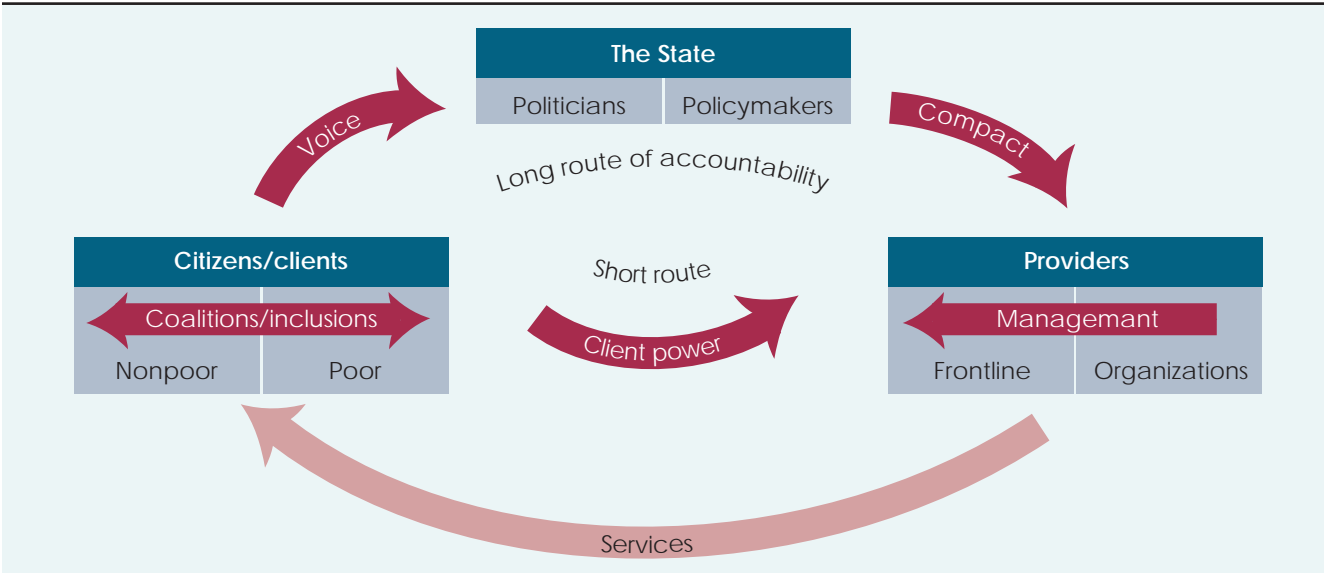 The State
Politicians
Policymakers
Voice
Compact
Long route of accountability
Citizens/clients
Short route
Providers
Coalitions/inclusions
Client power
Managemant
Nonpoor
Poor
Frontline
Organizations
Services